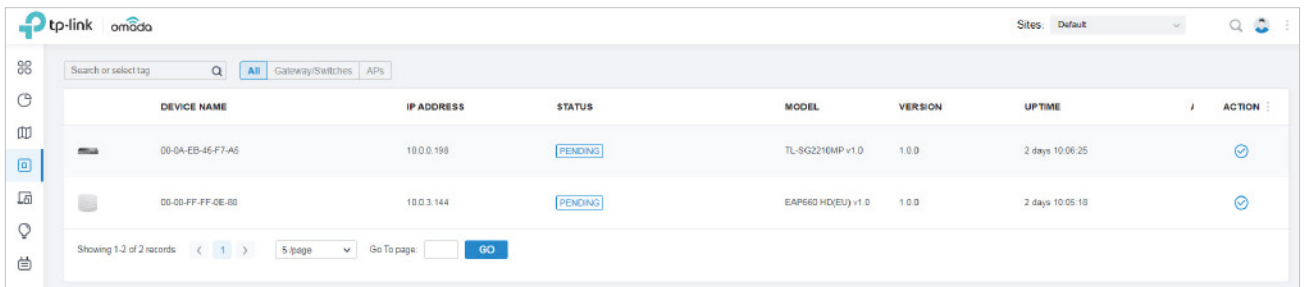 tp-link omada Sites: Default
Search or select tag All Gateway/Switches APs
DEVICE NAME IP ADDRESS STATUS MODEL VERSION UPTIME ACTION
00-0A-EB-46-F7-A5 10.0.0.198 PENDING TL-SG2210MP v1.0 1.0.0 2 days 10:06:25
00-00-FF-FF-0E-80 10.0.3.144 PENDING EAP660 HD(EU) v1.0 1.0.0 2 days 10:05:18
Showing 1-2 of 2 records < 1 > 5 /page Go To page: GO